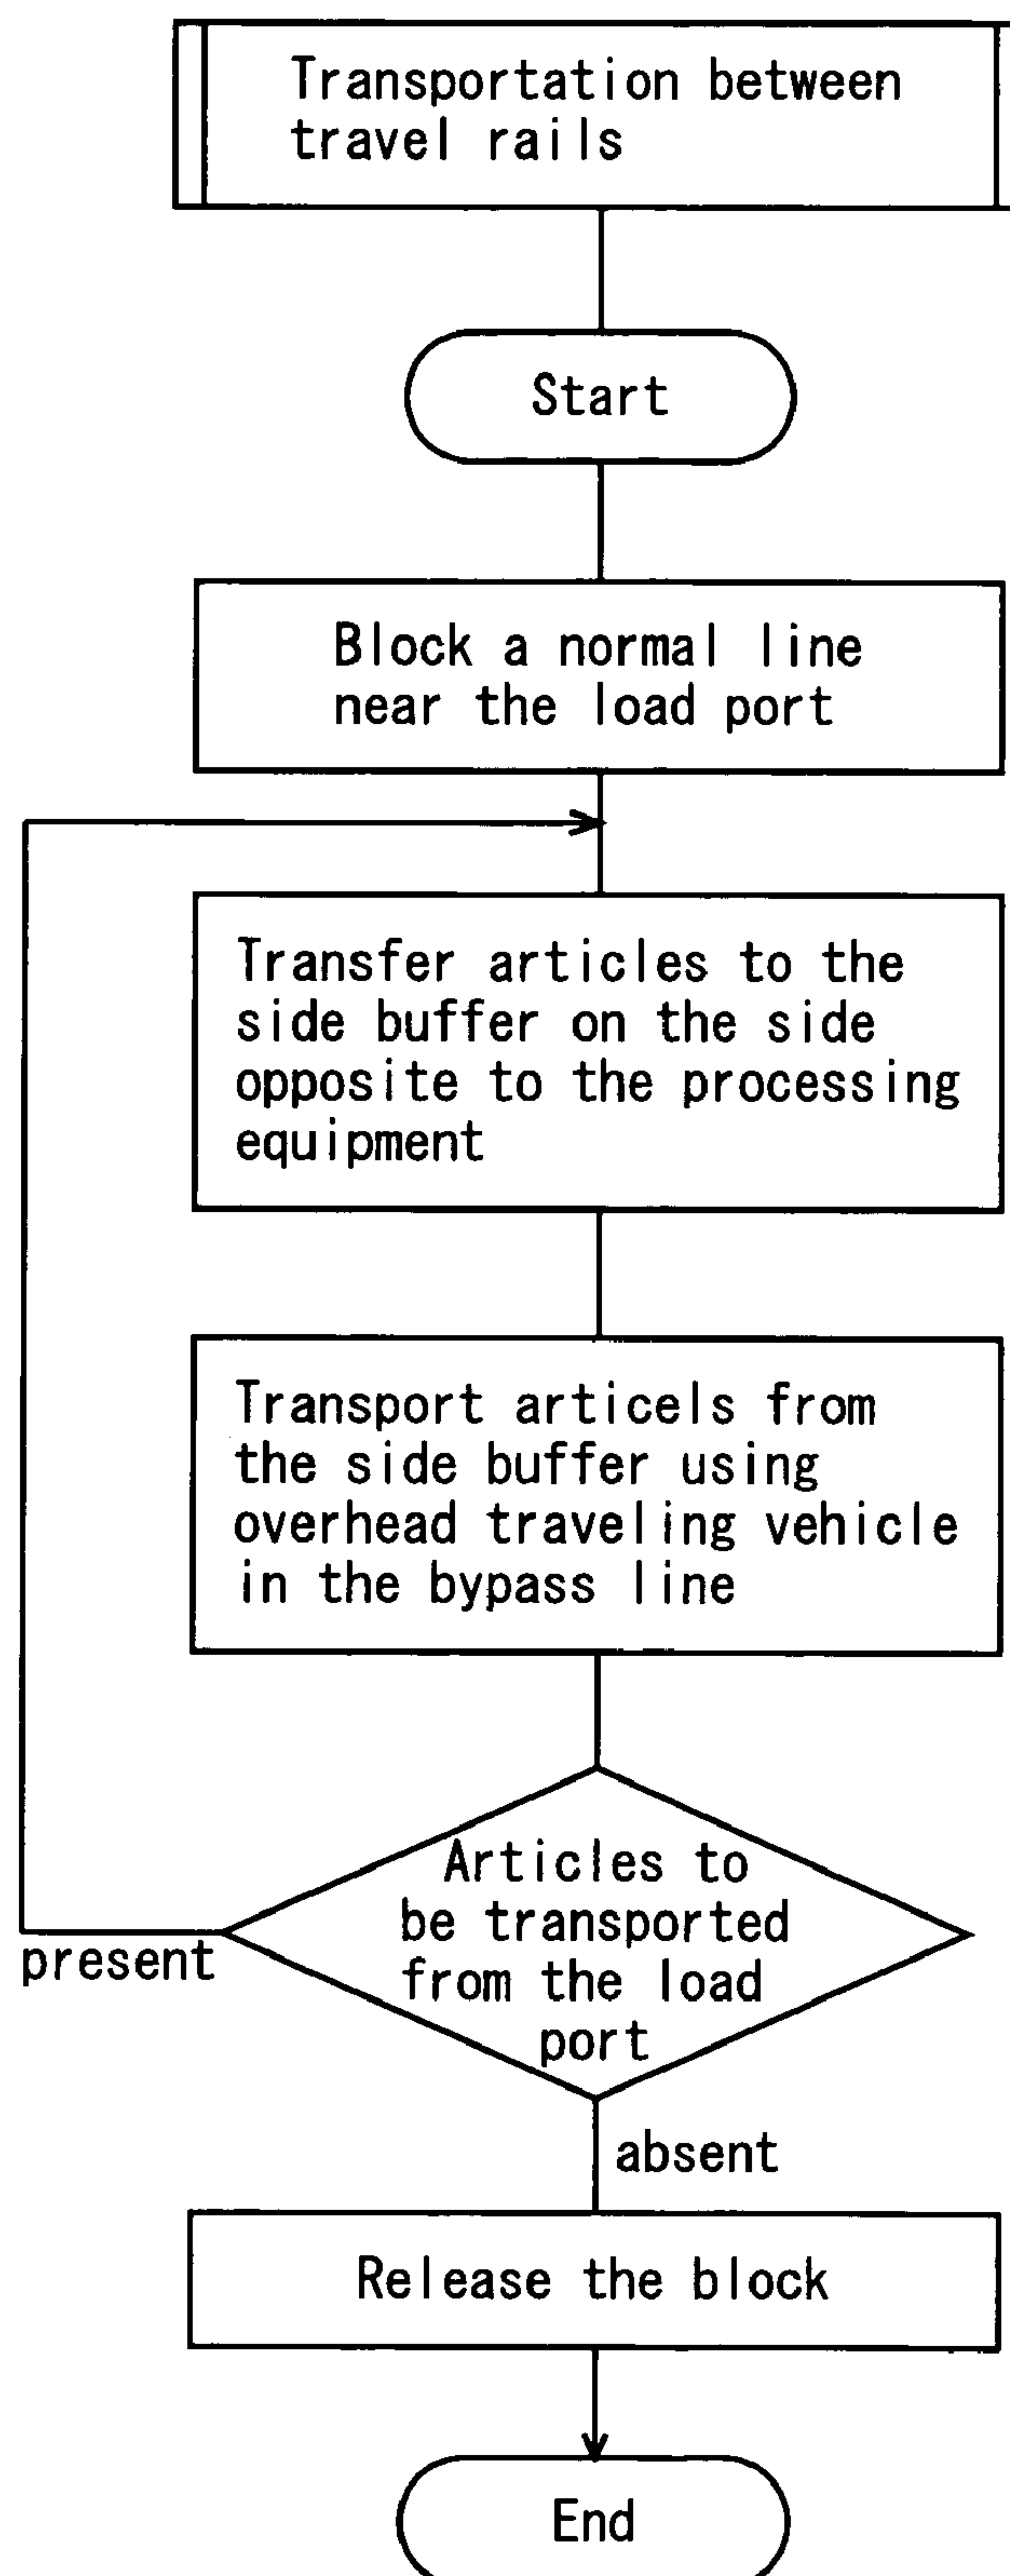 Transportation between
travel rails
Start
Block a normal line
near the load port
Transfer articles to the
side buffer on the side
opposite to the processing
equipment
Transport articels from
the side buffer using
overhead traveling vehicle
in the bypass line
Articles to
be transported
from the load
port
present
absent
Release the block
End